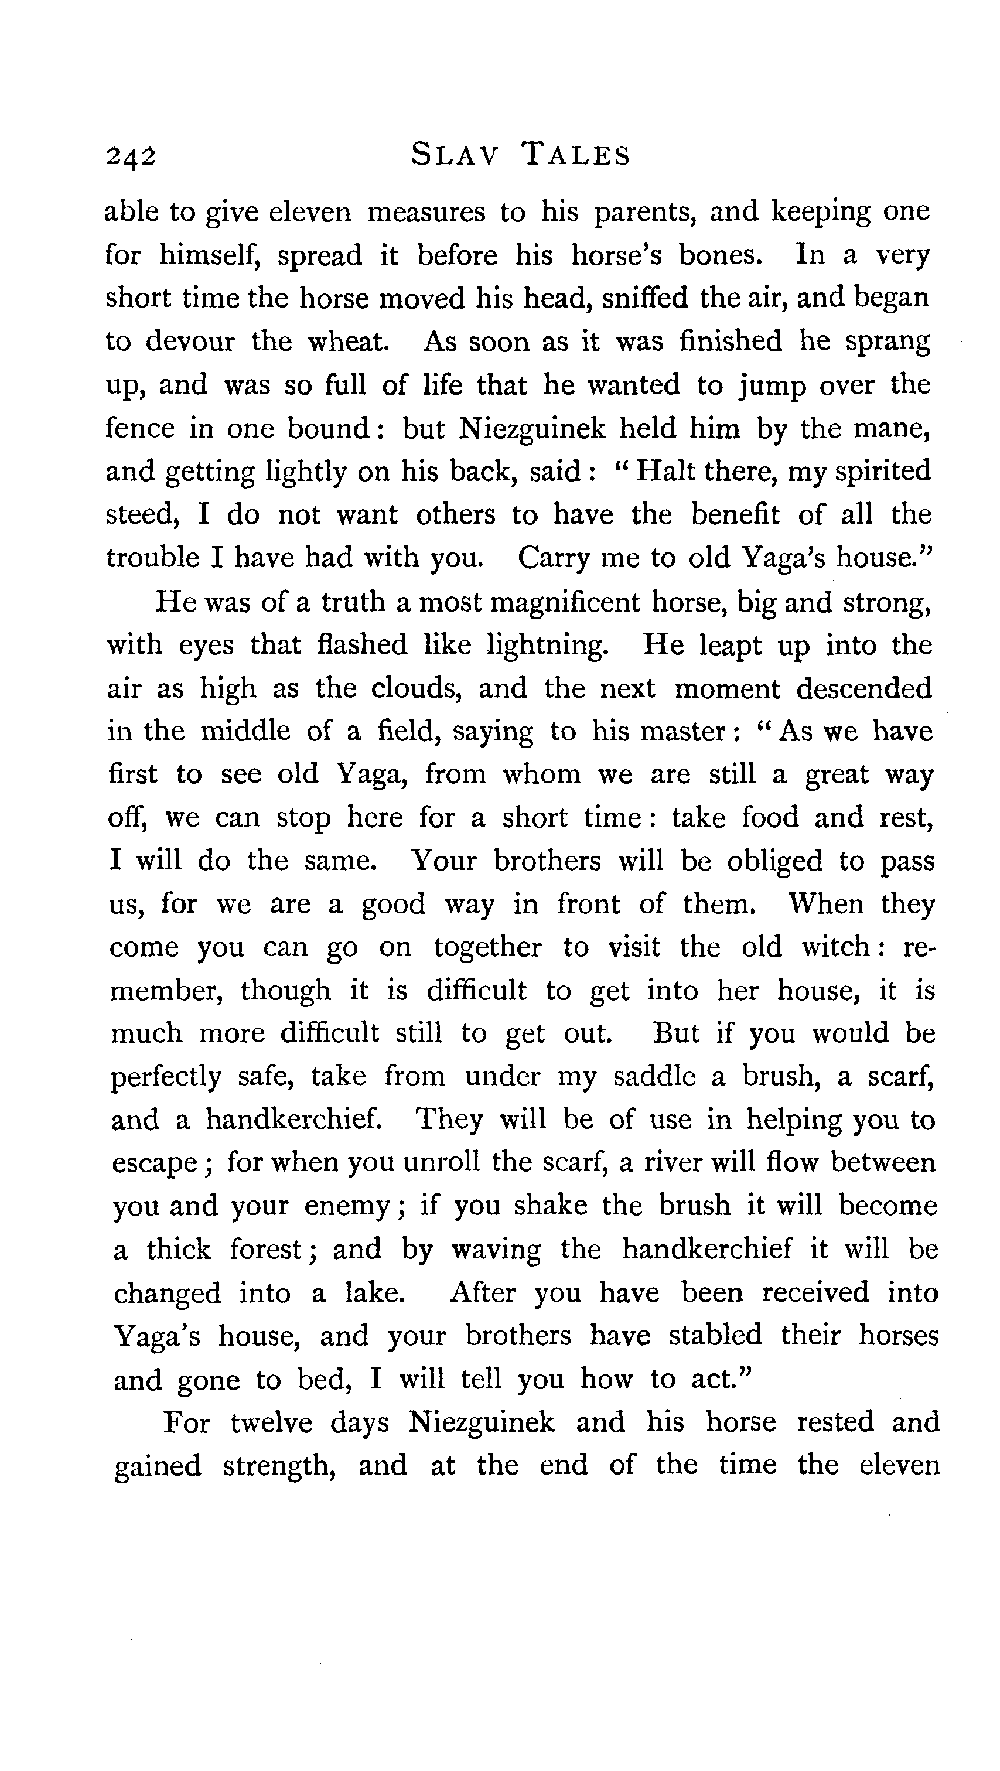 242 SLAV TALES
able to give eleven measures to his parents, and keeping one
for himself, spread it before his horse's bones. In a very
short time the horse moved his head, sniffed the air, and began
to devour the wheat. As soon as it was finished he sprang
up, and was so full of life that he wanted to jump over the
fence in one bound: but Niezguinek held him by the mane,
and getting lightly on his back, said: "Halt there, my spirited
steed, I do not want others to have the benefit of all the
trouble I have had with you. Carry me to old Yaga's house."
He was of a truth a most magnificent horse, big and strong,
with eyes that flashed like lightning. He leapt up into the
air as high as the clouds, and the next moment descended
in the middle of a field, saying to his master: "As we have
first to see old Yaga, from whom we are still a great way
off, we can stop here for a short time: take food and rest,
I will do the same. Your brothers will be obliged to pass
us, for we are a good way in front of them. When they
come you can go on together to visit the old witch: re-
member, though it is difficult to get into her house, it is
much more difficult still to get out. But if you would be
perfectly safe, take from under my saddle a brush, a scarf,
and a handkerchief. They will be of use in helping you to
escape; for when you unroll the scarf, a river will flow between
you and your enemy; if you shake the brush it will become
a thick forest; and by waving the handkerchief it will be
changed into a lake. After you have been received into
Yaga's house, and your brothers have stabled their horses
and gone to bed, I will tell you how to act."
For twelve days Niezguinek and his horse rested and
gained strength, and at the end of the time the eleven